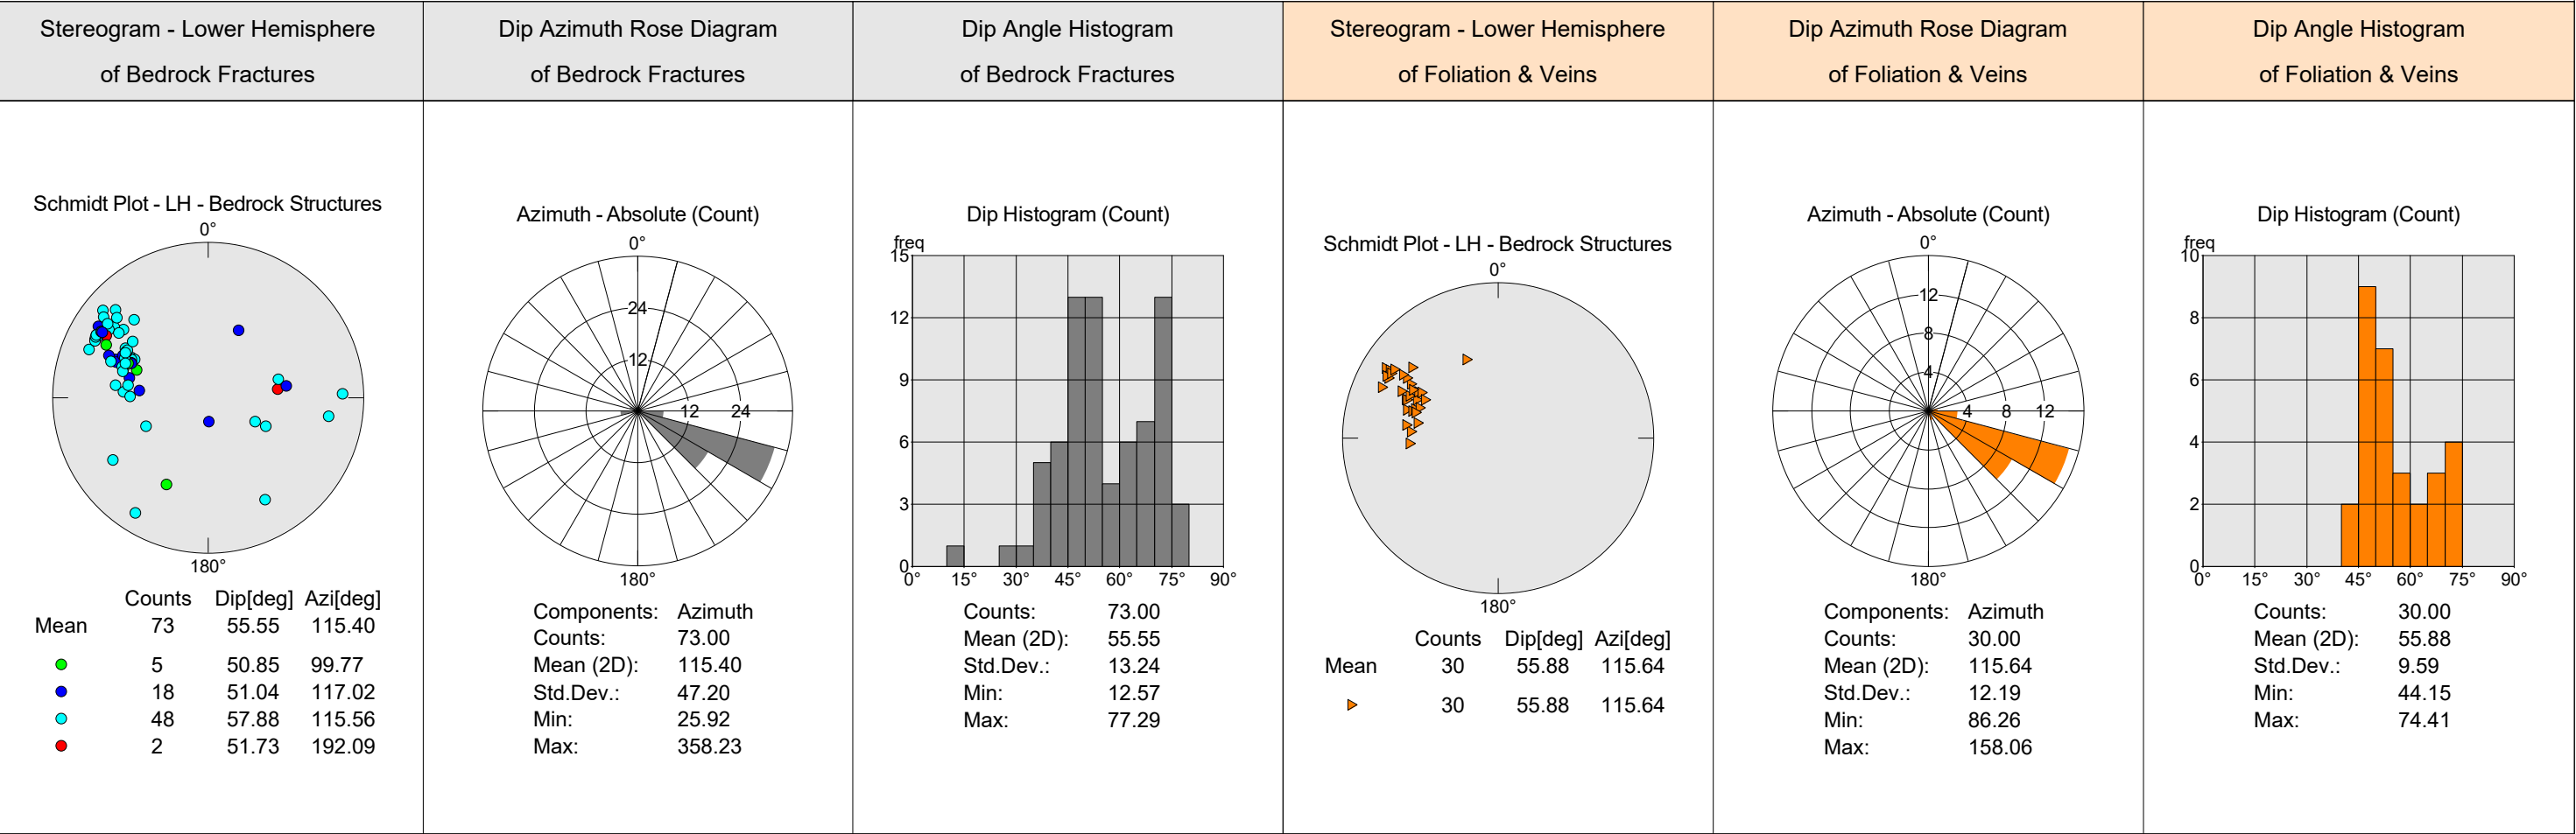 Stereogram - Lower Hemisphere
of Bedrock Fractures
Dip Azimuth Rose Diagram
of Bedrock Fractures
Dip Angle Histogram
of Bedrock Fractures
Stereogram - Lower Hemisphere
of Foliation & Veins
Dip Azimuth Rose Diagram
of Foliation & Veins
Dip Angle Histogram
of Foliation & Veins
Schmidt Plot - LH - Bedrock Structures
0°
180°
Counts Dip[deg] Azi[deg]
Mean 73 55.55 115.40
5 50.85 99.77
18 51.04 117.02
48 57.88 115.56
2 51.73 192.09
Azimuth - Absolute (Count)
0°
24
12
12 24
180°
Components: Azimuth
Counts: 73.00
Mean (2D): 115.40
Std.Dev.: 47.20
Min: 25.92
Max: 358.23
Dip Histogram (Count)
freq
15
12
9
6
3
0
0° 15° 30° 45° 60° 75° 90°
Counts: 73.00
Mean (2D): 55.55
Std.Dev.: 13.24
Min: 12.57
Max: 77.29
Schmidt Plot - LH - Bedrock Structures
0°
180°
Counts Dip[deg] Azi[deg]
Mean 30 55.88 115.64
30 55.88 115.64
Azimuth - Absolute (Count)
0°
12
8
4
4 8 12
180°
Components: Azimuth
Counts: 30.00
Mean (2D): 115.64
Std.Dev.: 12.19
Min: 86.26
Max: 158.06
Dip Histogram (Count)
freq
10
8
6
4
2
0
0° 15° 30° 45° 60° 75° 90°
Counts: 30.00
Mean (2D): 55.88
Std.Dev.: 9.59
Min: 44.15
Max: 74.41